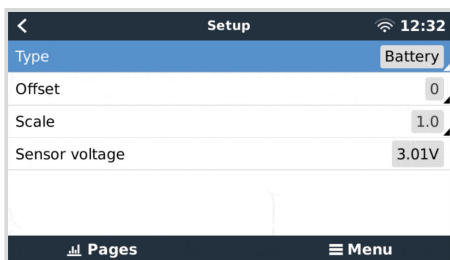 Setup 12:32
Type Battery
Offset 0
Scale 1.0
Sensor voltage 3.01V
Pages Menu